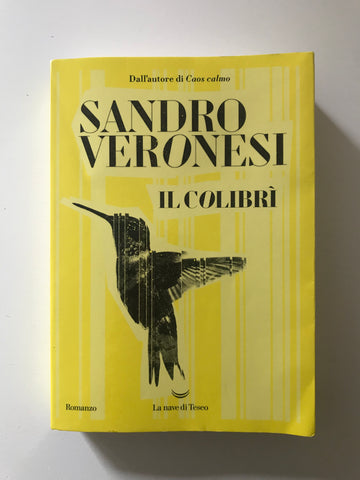 Dall'autore di Caos calmo
SANDRO
VERONESI
IL COLIBRÌ
Romanzo
La nave di Teseo